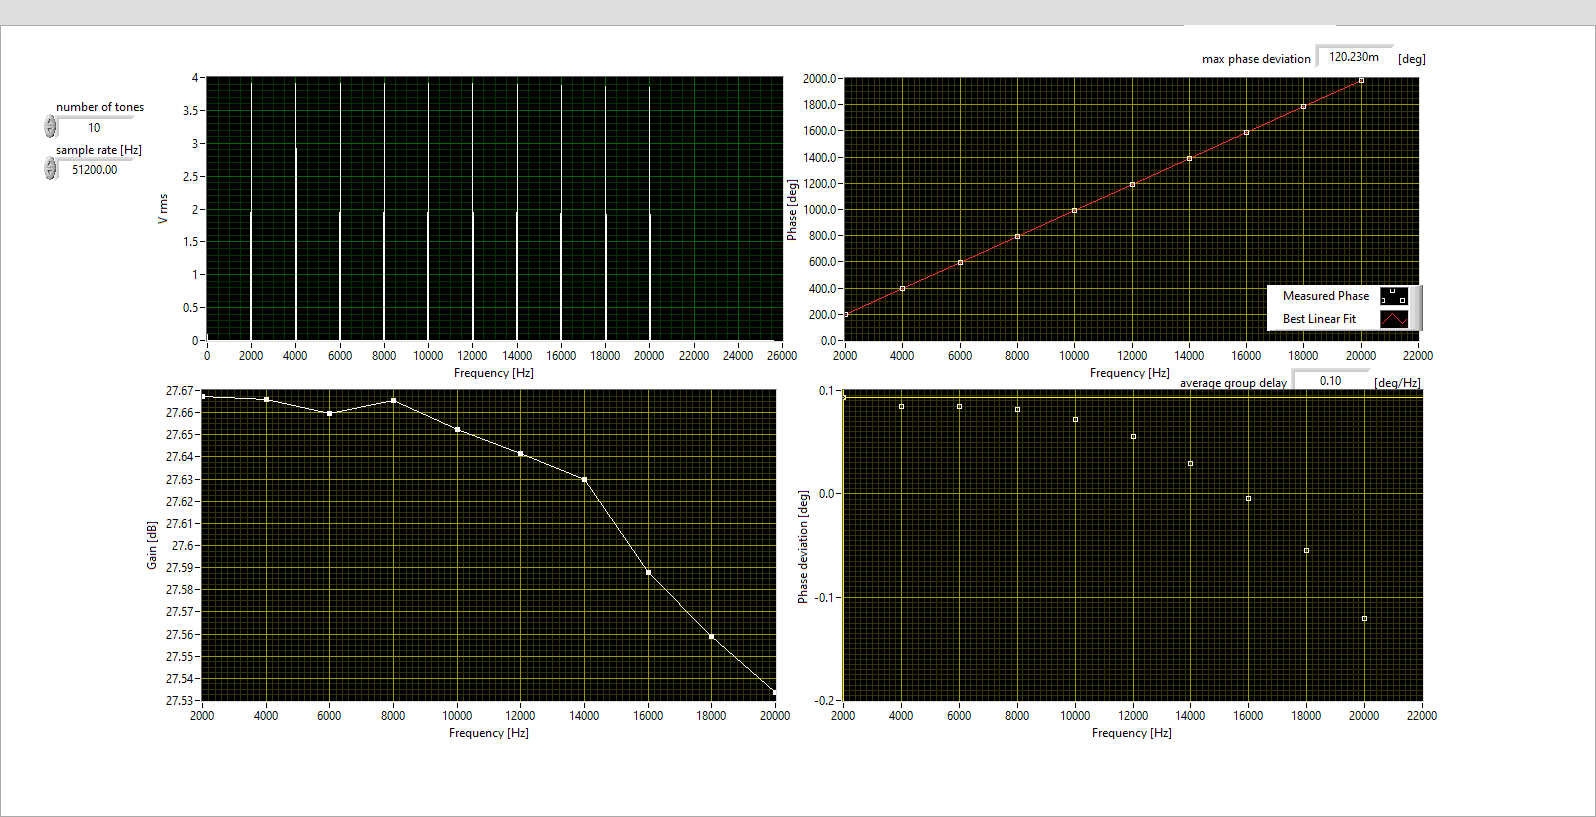 max phase deviation 120.230m [deg]
number of tones
10
sample rate [Hz]
51200.00
4
3.5
3
2.5
2
1.5
1
0.5
0
V rms
0 2000 4000 6000 8000 10000 12000 14000 16000 18000 20000 22000 24000 26000
Frequency [Hz]
2000.0
1800.0
1600.0
1400.0
1200.0
1000.0
800.0
600.0
400.0
200.0
0.0
Phase [deg]
Measured Phase
Best Linear Fit
2000 4000 6000 8000 10000 12000 14000 16000 18000 20000 22000
Frequency [Hz]
average group delay 0.10 [deg/Hz]
27.67
27.66
27.65
27.64
27.63
27.62
27.61
27.6
27.59
27.58
27.57
27.56
27.55
27.54
27.53
Gain [dB]
2000 4000 6000 8000 10000 12000 14000 16000 18000 20000
Frequency [Hz]
0.1
0.0
-0.1
-0.2
Phase deviation [deg]
2000 4000 6000 8000 10000 12000 14000 16000 18000 20000 22000
Frequency [Hz]